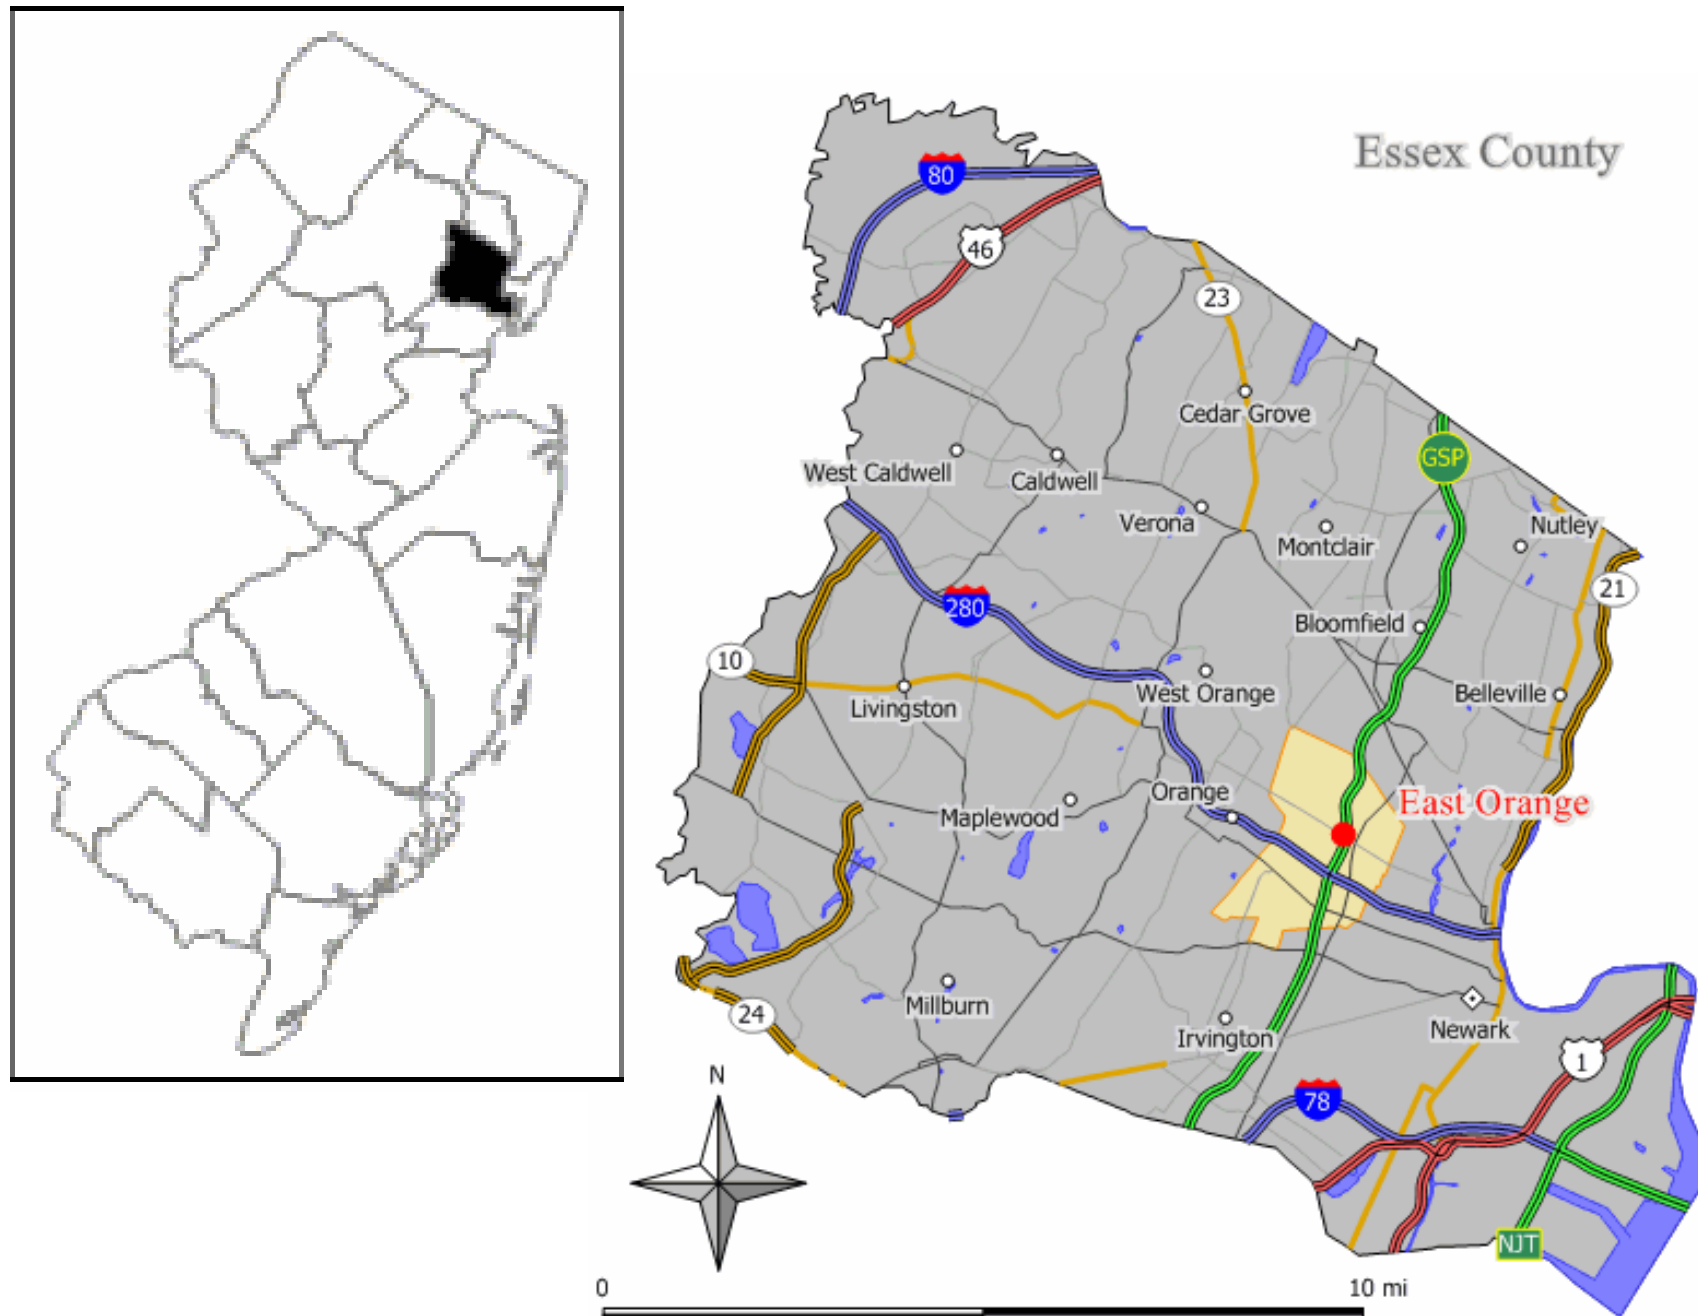 Essex County
80
46
23
Cedar Grove
GSP
West Caldwell
Caldwell
Verona
Montclair
Nutley
21
280
Bloomfield
10
West Orange
Belleville
Livingston
Orange
East Orange
Maplewood
Millburn
24
Irvington
Newark
1
N
78
NJT
0
10 mi